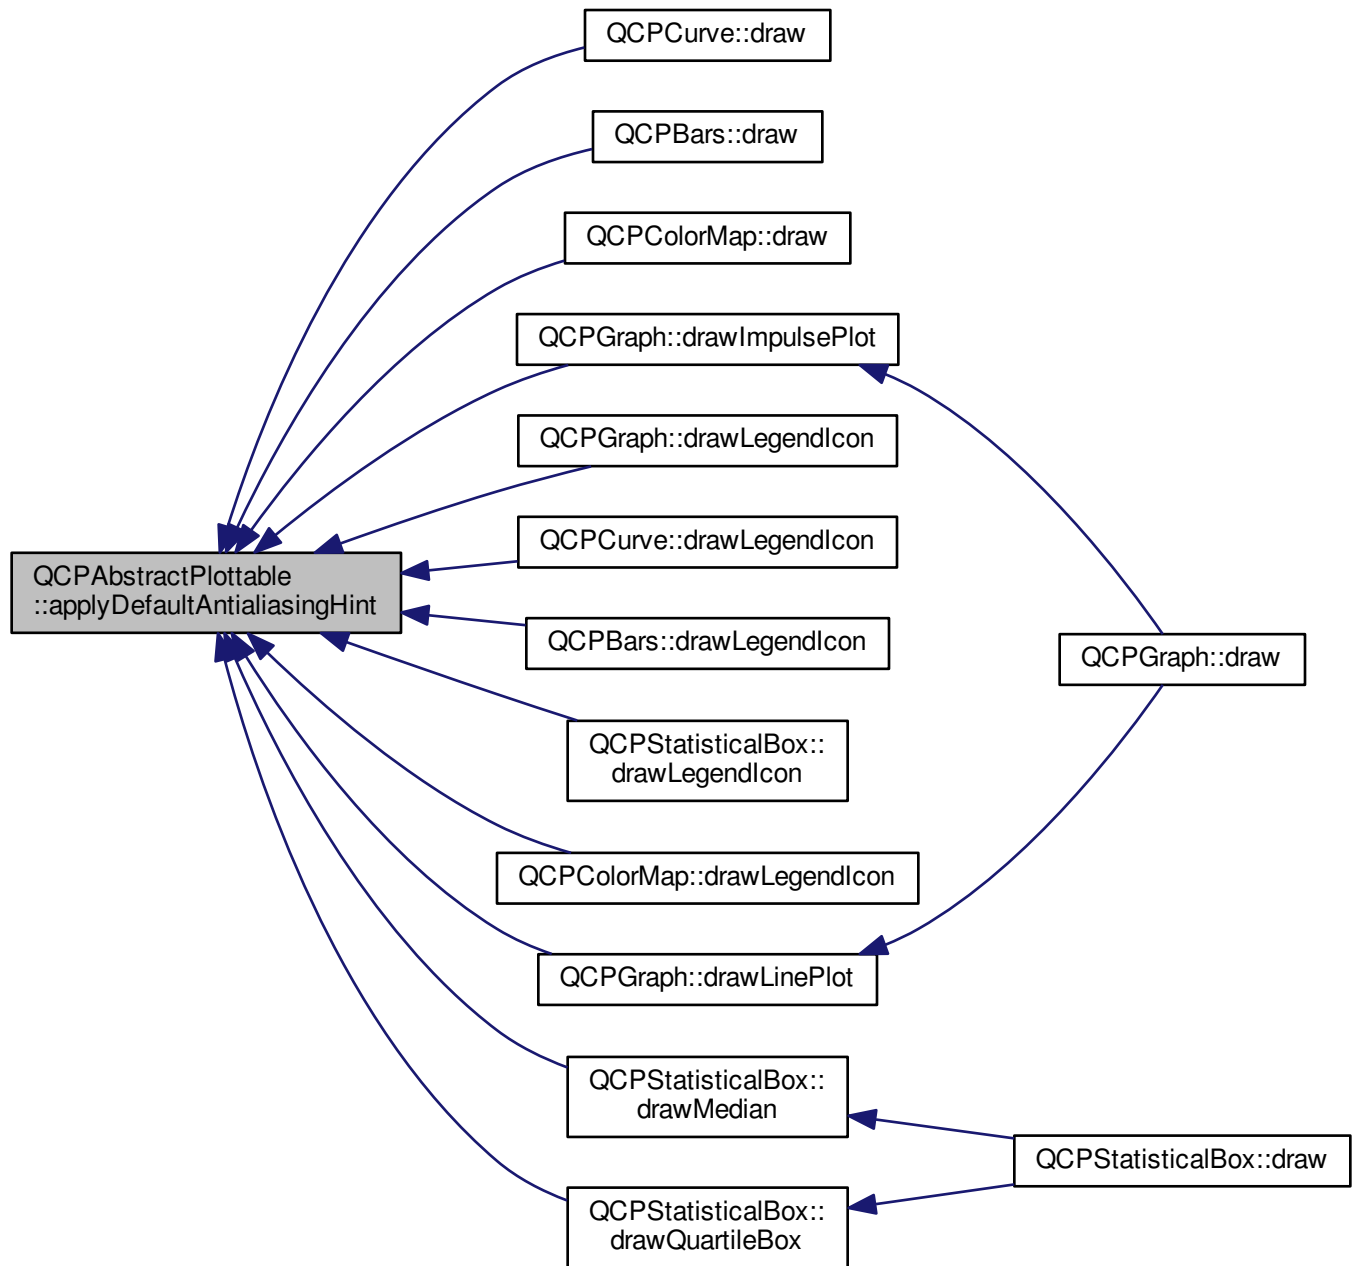 QCPCurve::draw
QCPBars::draw
QCPColorMap::draw
QCPGraph::drawImpulsePlot
QCPGraph::drawLegendIcon
QCPCurve::drawLegendIcon
QCPAbstractPlottable
::applyDefaultAntialiasingHint
QCPBars::drawLegendIcon
QCPGraph::draw
QCPStatisticalBox::
drawLegendIcon
QCPColorMap::drawLegendIcon
QCPGraph::drawLinePlot
QCPStatisticalBox::
drawMedian
QCPStatisticalBox::draw
QCPStatisticalBox::
drawQuartileBox